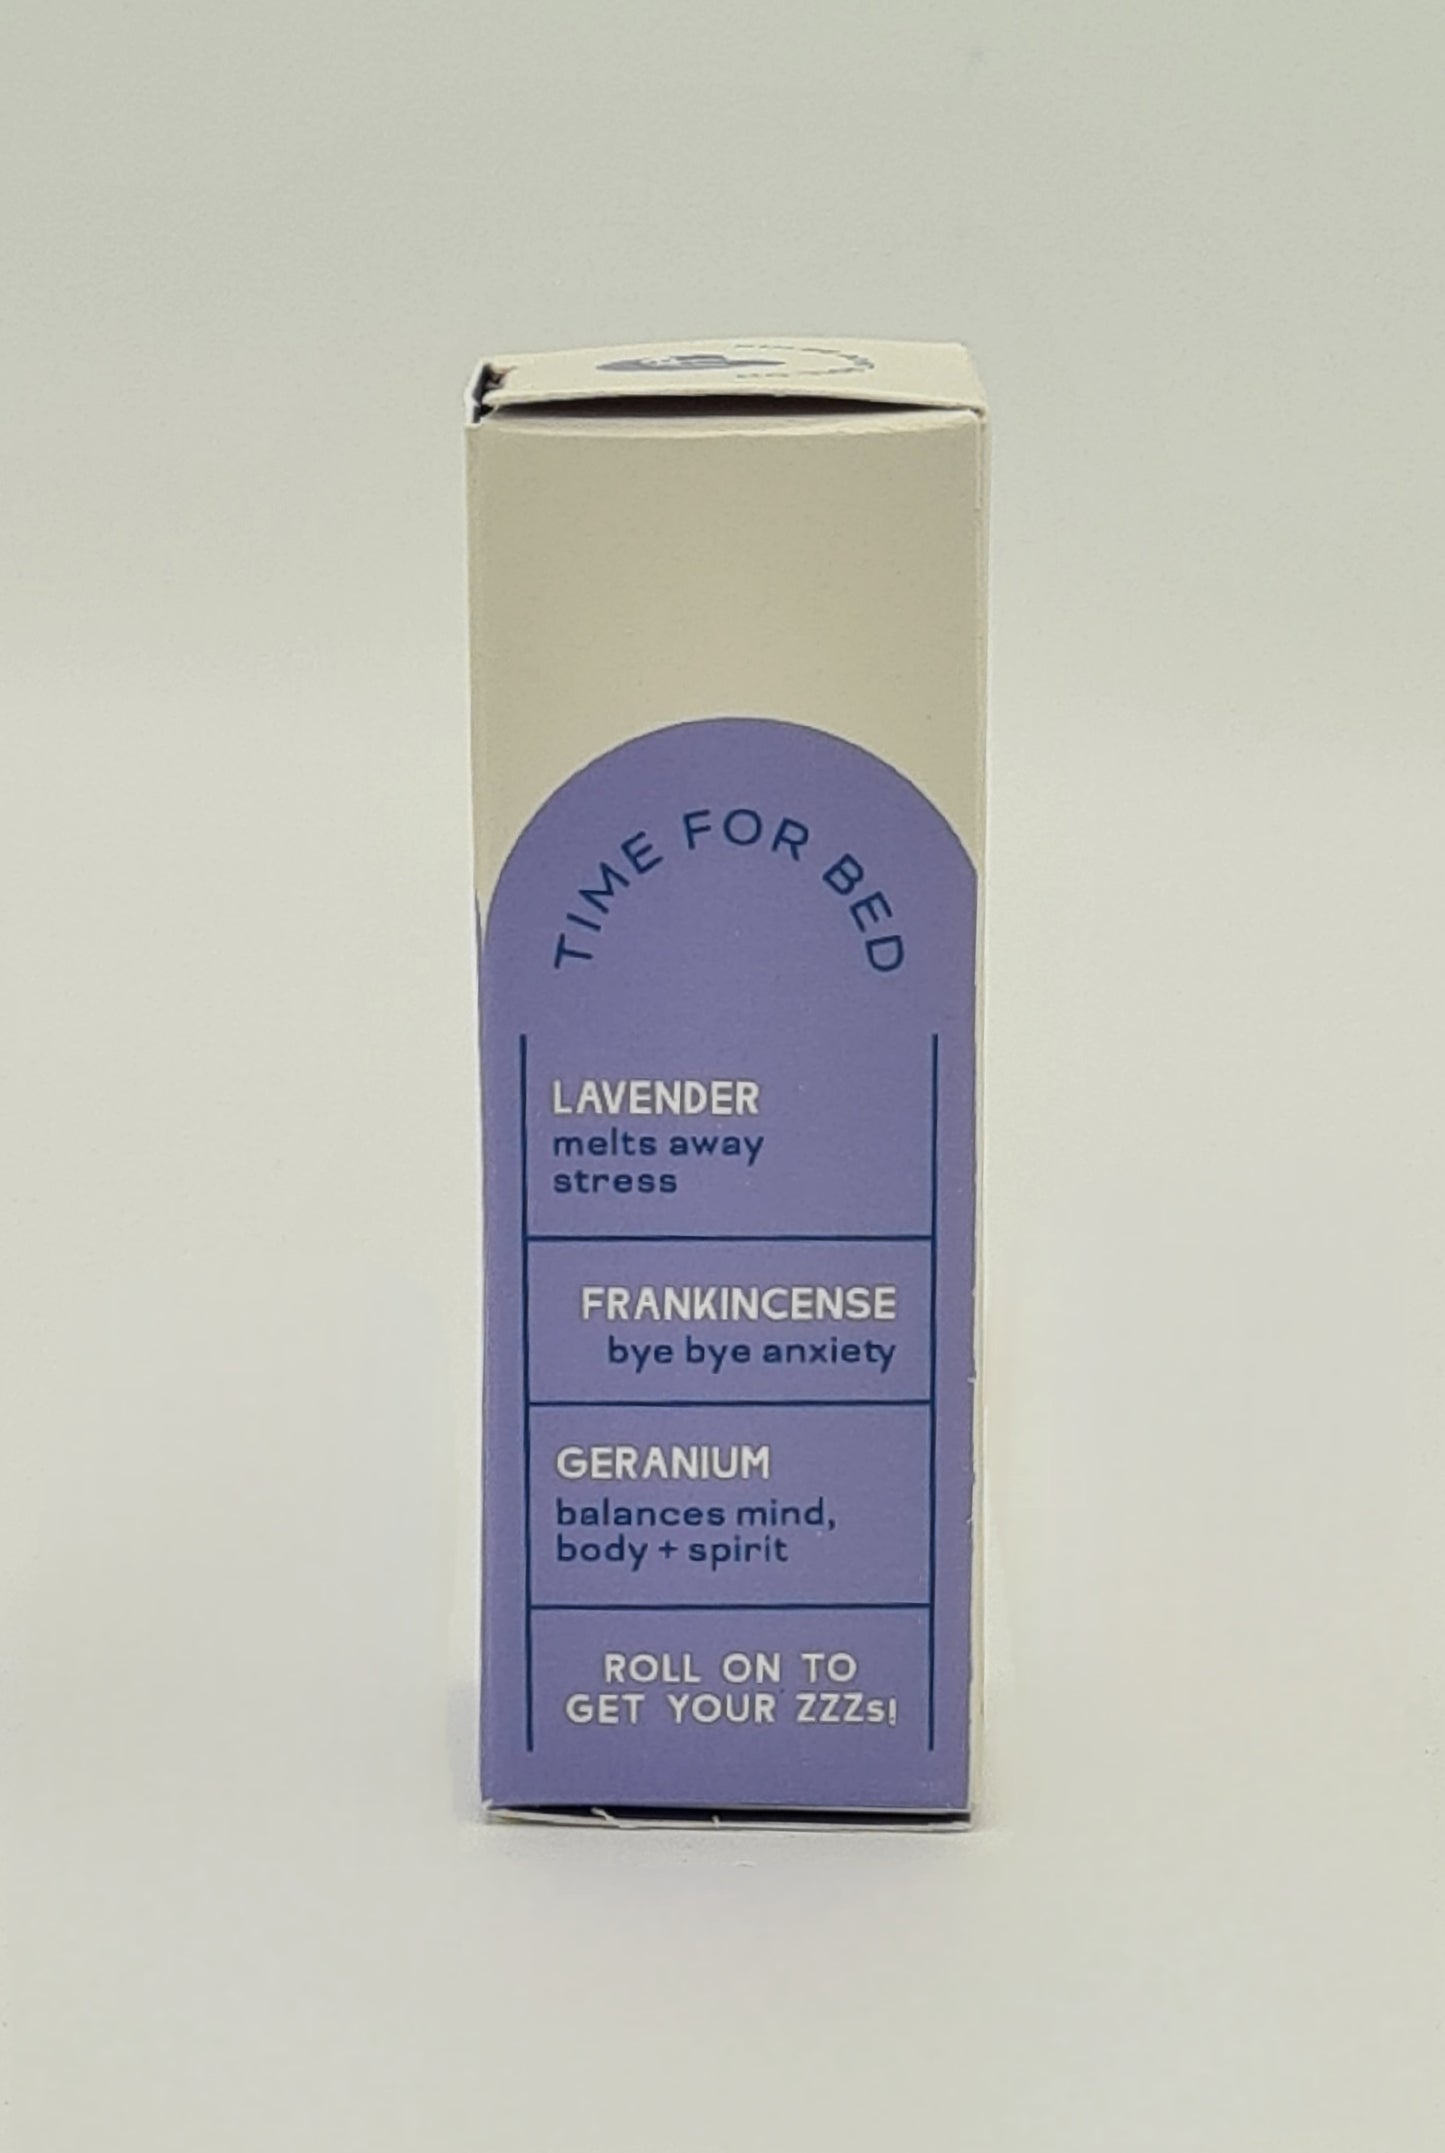 TIME FOR BED
LAVENDER
melts away
stress
FRANKINCENSE
bye bye anxiety
GERANIUM
balances mind,
body + spirit
ROLL ON TO
GET YOUR ZZZs!